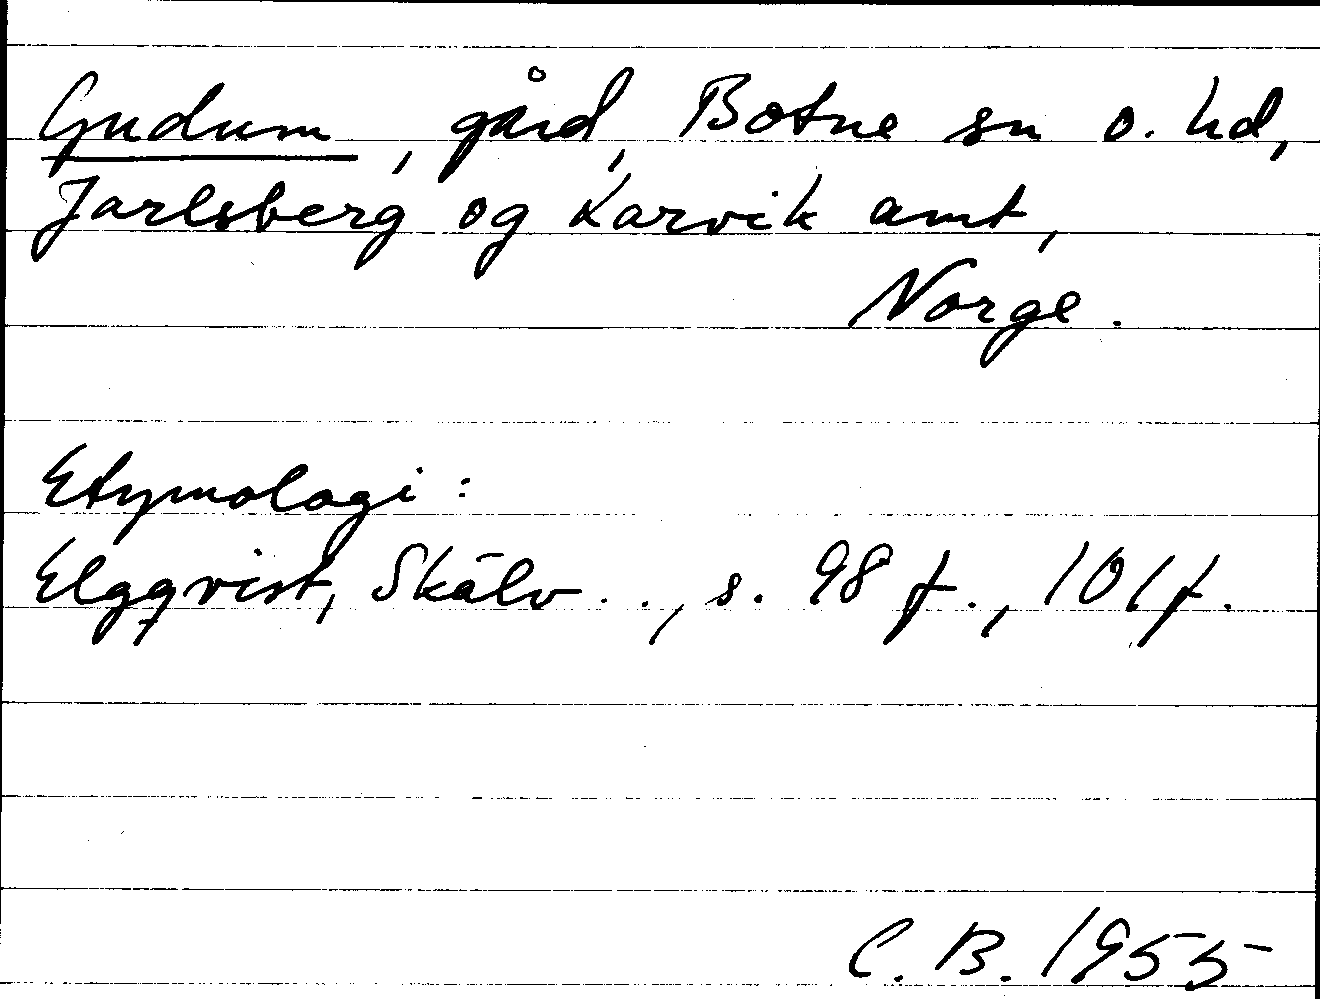 Gudum, gård, Botne sn o. hd,
Jarlsberg og Larvik amt,
Norge.
Etymologi:
Elgqvist, Skälv . . , s. 98 f., 101 f.
C. B. 1955